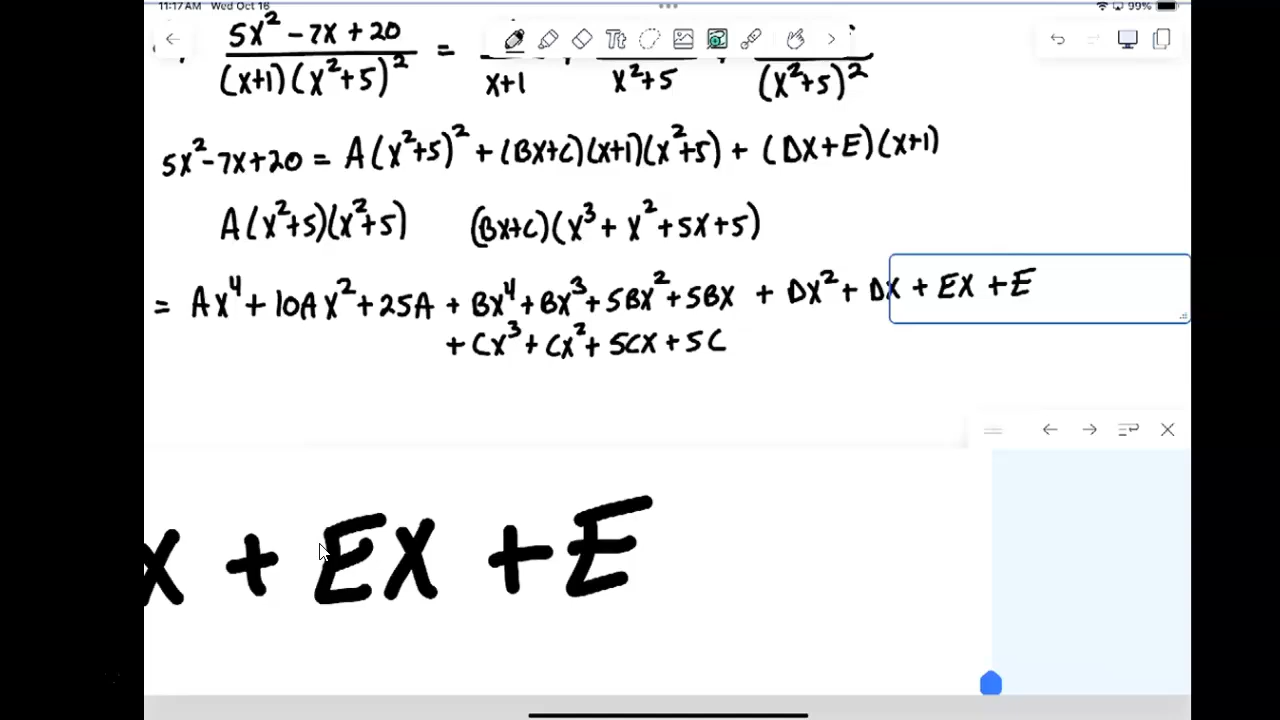 11:17AM Wed Oct 16 99%
5x² - 7x + 20
(x+1)(x²+5)² = x+1 x²+5 (x²+5)²
5x²-7x+20 = A(x²+5)² + (Bx+C)(x+1)(x²+5) + (Dx+E)(x+1)
A(x²+5)(x²+5) (Bx+C)(x³ + x² + 5x + 5)
= Ax⁴ + 10Ax² + 25A + Bx⁴ + Bx³ + 5Bx² + 5Bx + Dx² + Dx + Ex + E
+ Cx³ + Cx² + 5Cx + 5C
x + Ex + E